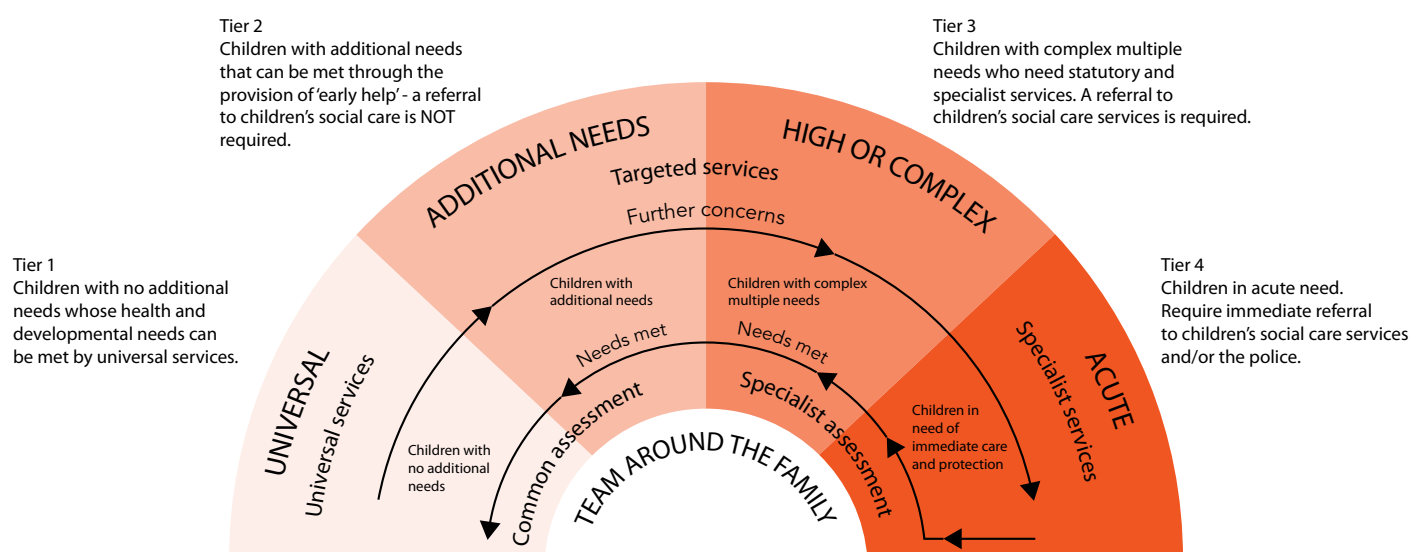 Tier 2
Children with additional needs
that can be met through the
provision of ‘early help’ - a referral
to children’s social care is NOT
required.
Tier 3
Children with complex multiple
needs who need statutory and
specialist services. A referral to
children’s social care services is required.
Tier 1
Children with no additional
needs whose health and
developmental needs can
be met by universal services.
Tier 4
Children in acute need.
Require immediate referral
to children’s social care services
and/or the police.
UNIVERSAL
Universal services
ADDITIONAL NEEDS
HIGH OR COMPLEX
Targeted services
Further concerns
ACUTE
Specialist services
Children with
additional needs
Children with complex
multiple needs
Needs met
Needs met
Children with
no additional
needs
Children in
need of
immediate care
and protection
Common assessment
Specialist assessment
TEAM AROUND THE FAMILY